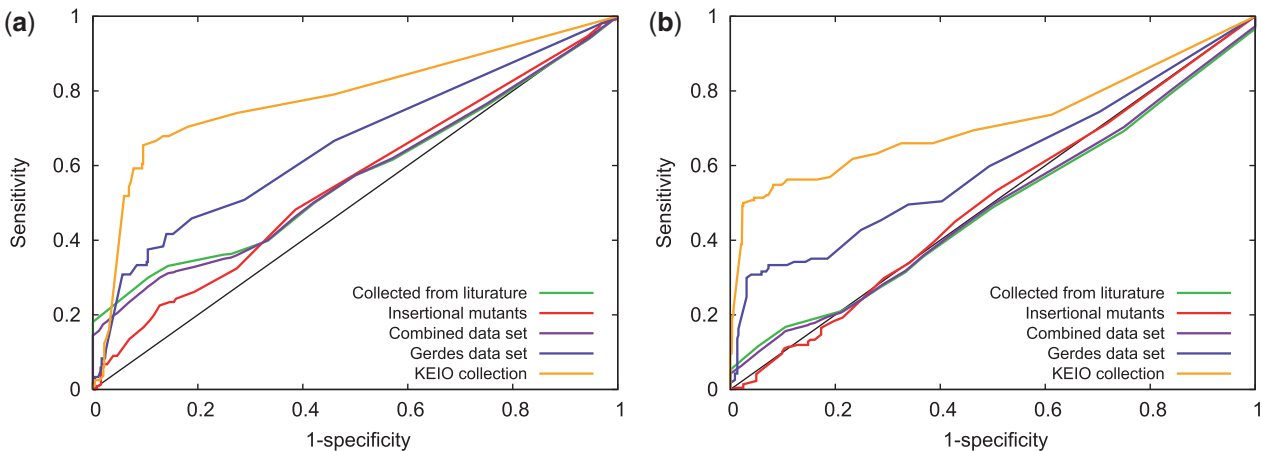 (a)
1
0.8
0.6
0.4
0.2
0
Sensitivity
Collected from liturature
Insertional mutants
Combined data set
Gerdes data set
KEIO collection
0 0.2 0.4 0.6 0.8 1
1-specificity
(b)
1
0.8
0.6
0.4
0.2
0
Sensitivity
Collected from liturature
Insertional mutants
Combined data set
Gerdes data set
KEIO collection
0 0.2 0.4 0.6 0.8 1
1-specificity